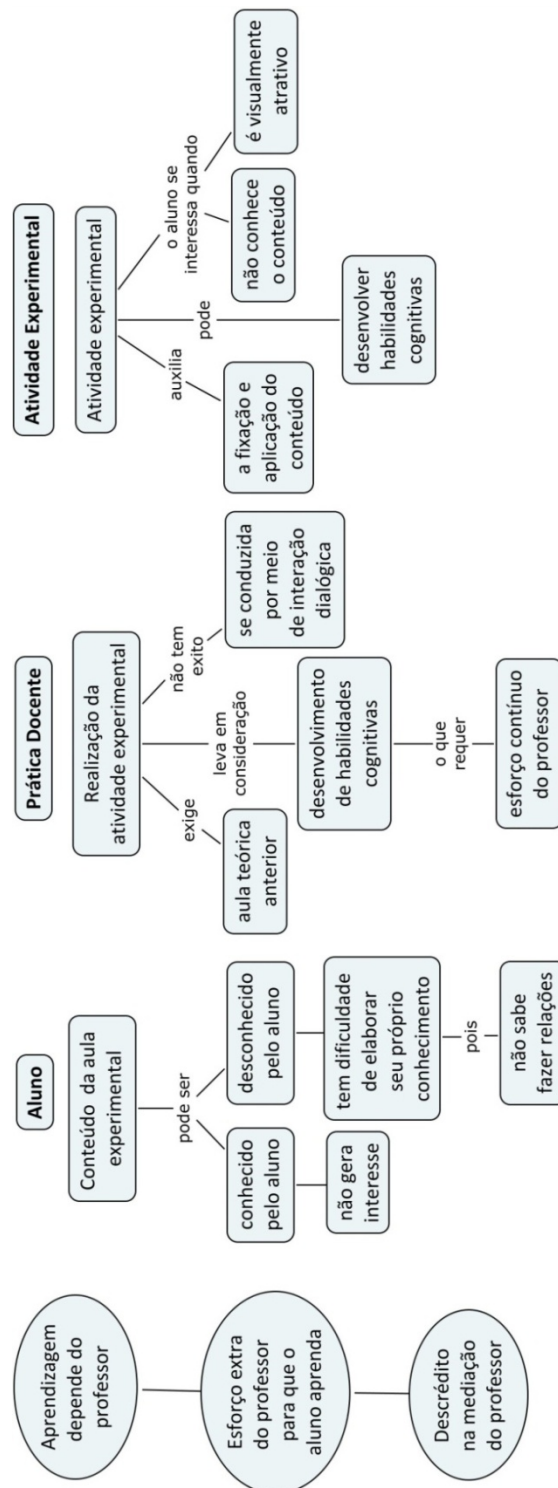 Aprendizagem
depende do
professor
Esforço extra
do professor
para que o
aluno aprenda
Descrédito
na mediação
do professor
Aluno
Conteúdo da aula
experimental
pode ser
conhecido
pelo aluno
não gera
interesse
desconhecido
pelo aluno
tem dificuldade
de elaborar
seu próprio
conhecimento
pois
não sabe
fazer relações
Prática Docente
Realização da
atividade experimental
exige
aula teórica
anterior
leva em
consideração
desenvolvimento
de habilidades
cognitivas
o que
requer
esforço contínuo
do professor
não tem
exito
se conduzida
por meio
de interação
dialógica
Atividade Experimental
Atividade experimental
auxilia
a fixação e
aplicação do
conteúdo
pode
desenvolver
habilidades
cognitivas
o aluno se
interessa quando
não conhece
o conteúdo
é visualmente
atrativo